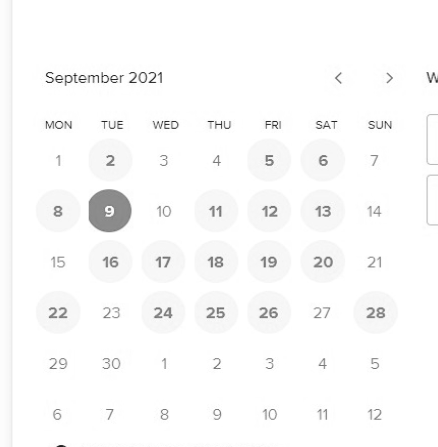 September 2021 < > W
MON TUE WED THU FRI SAT SUN
1 2 3 4 5 6 7
8 9 10 11 12 13 14
15 16 17 18 19 20 21
22 23 24 25 26 27 28
29 30 1 2 3 4 5
6 7 8 9 10 11 12